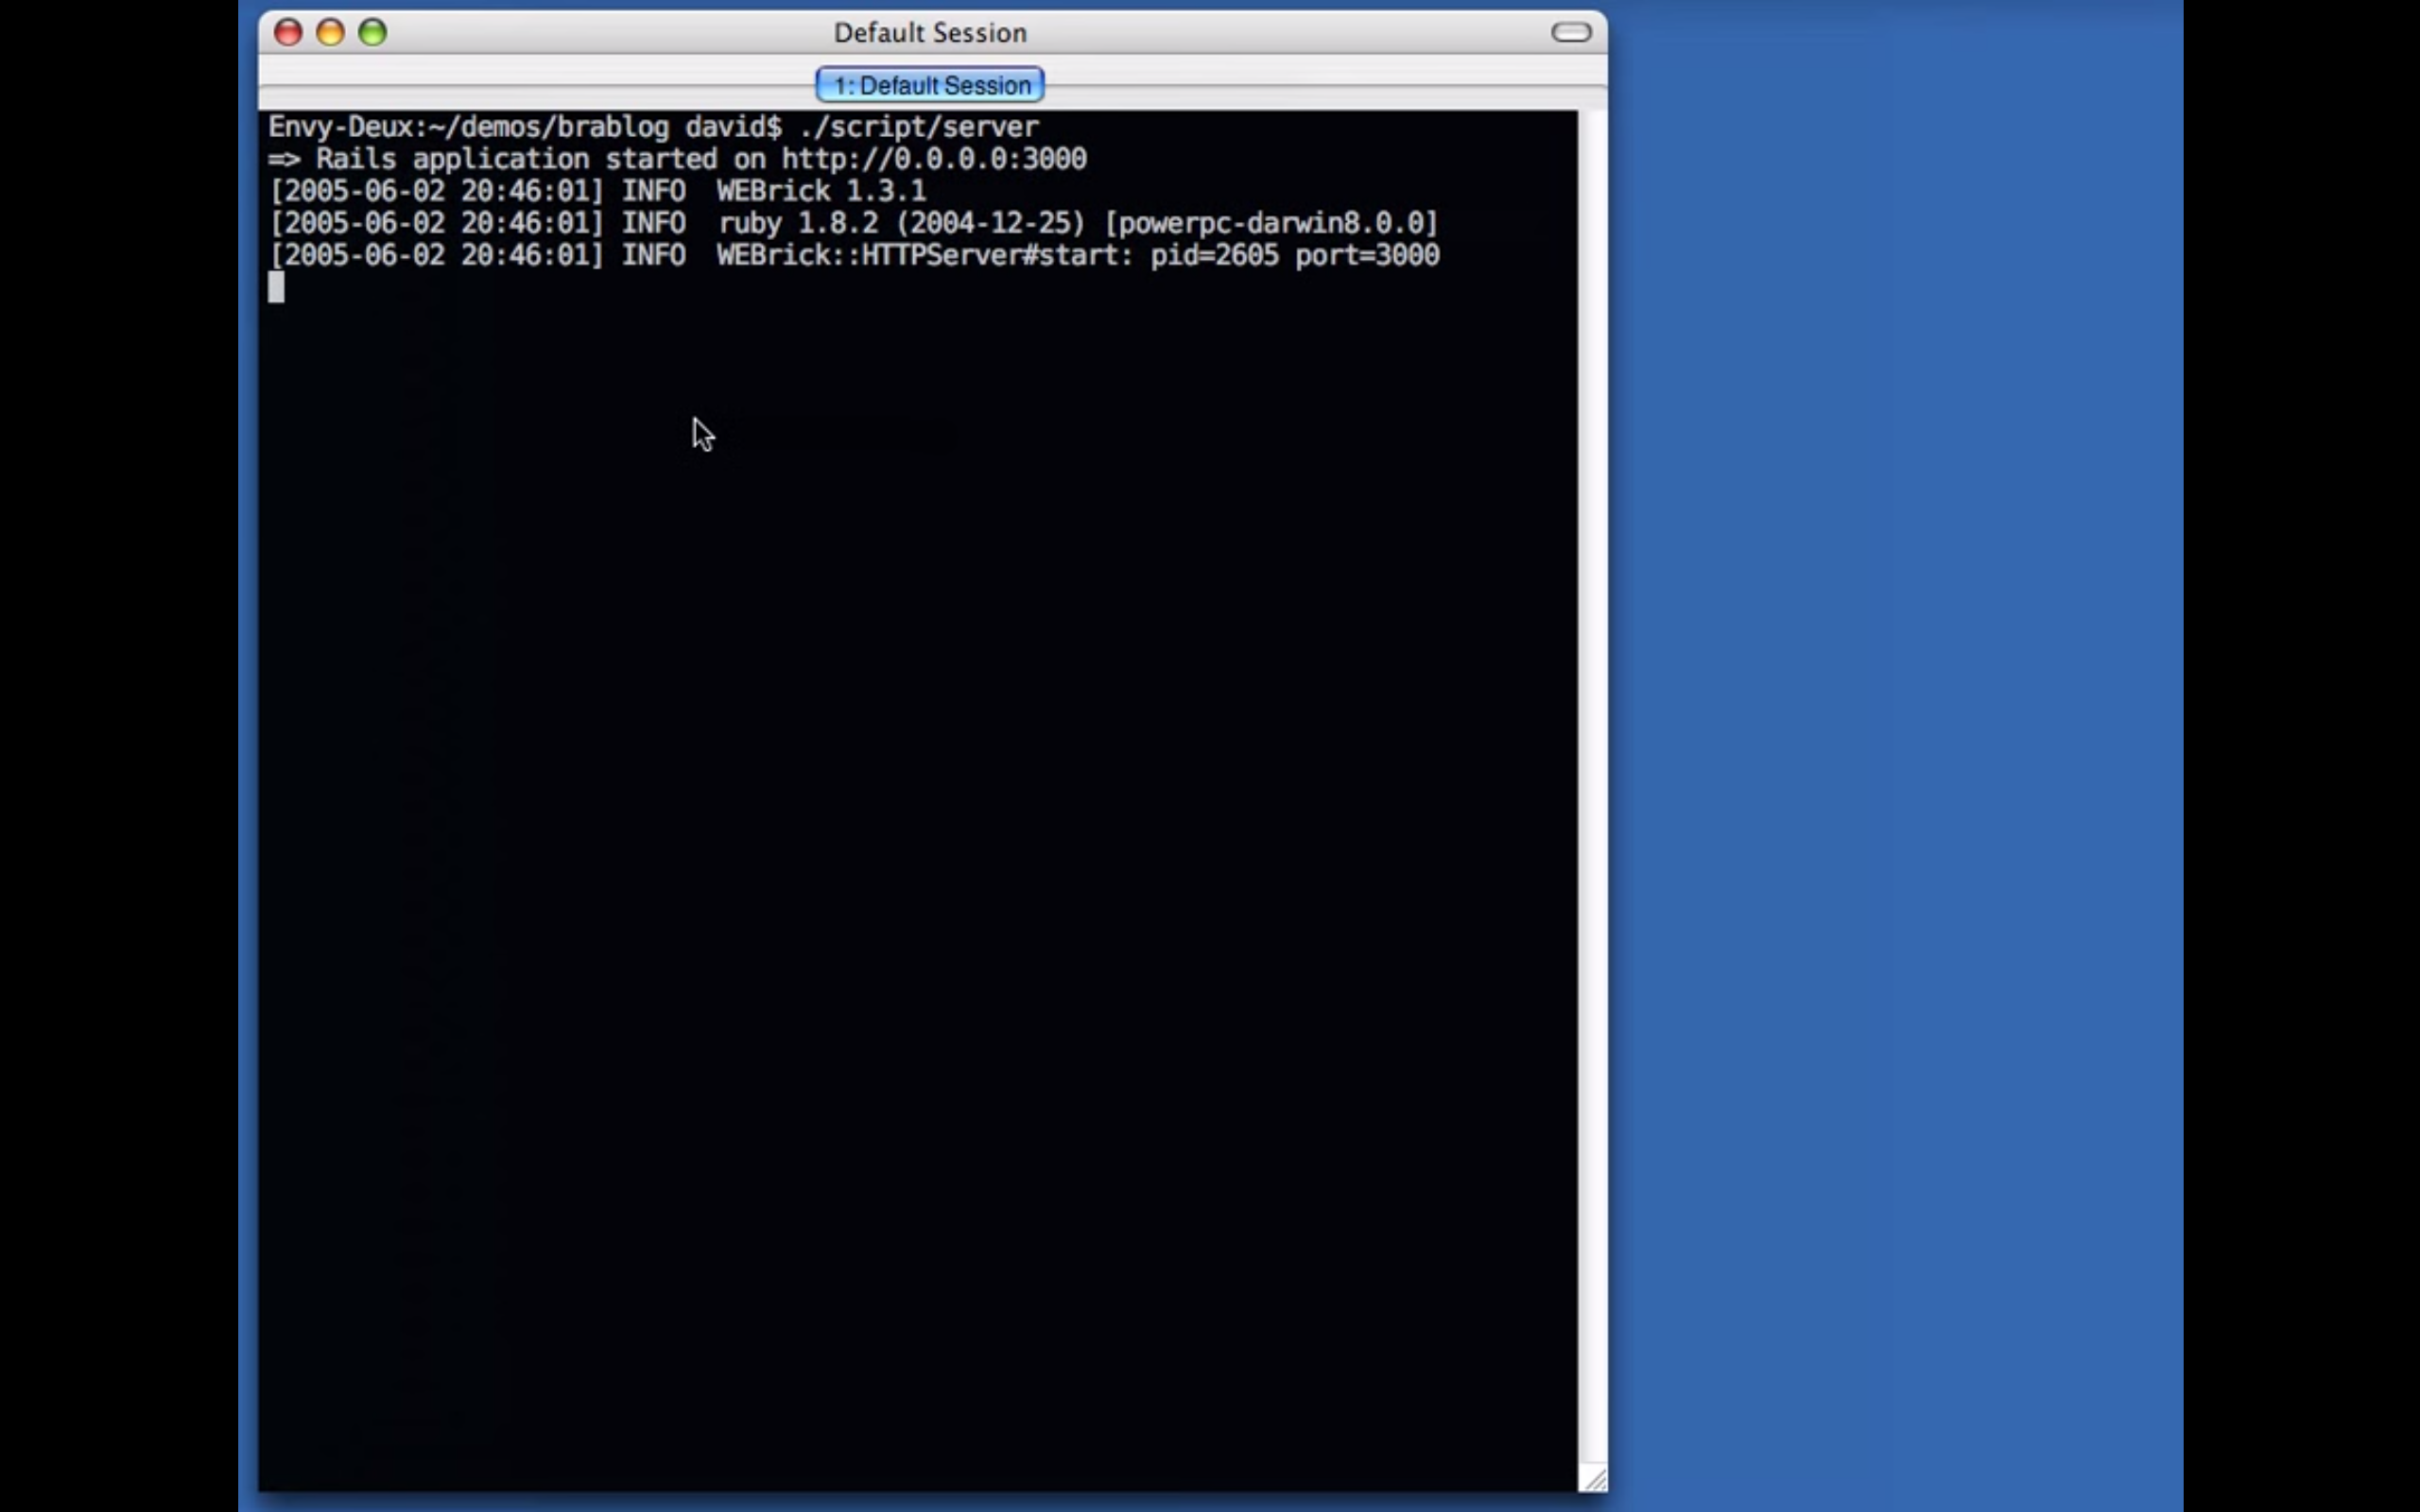 Default Session
1: Default Session
Envy-Deux:~/demos/brablog david$ ./script/server
=> Rails application started on http://0.0.0.0:3000
[2005-06-02 20:46:01] INFO  WEBrick 1.3.1
[2005-06-02 20:46:01] INFO  ruby 1.8.2 (2004-12-25) [powerpc-darwin8.0.0]
[2005-06-02 20:46:01] INFO  WEBrick::HTTPServer#start: pid=2605 port=3000